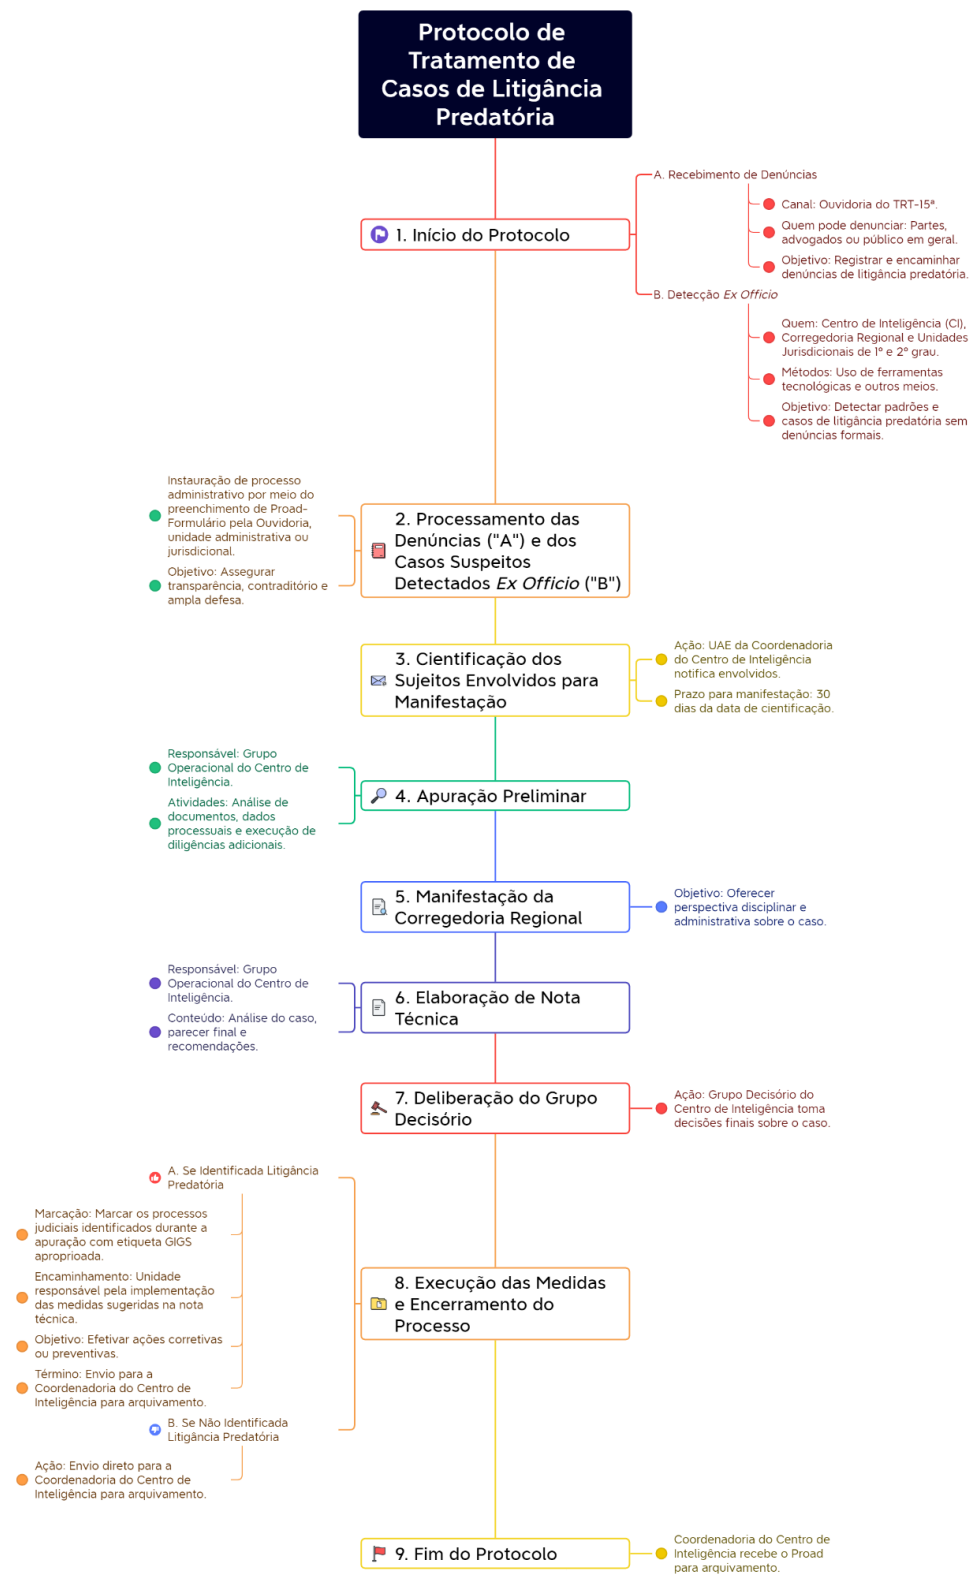 Protocolo de
Tratamento de
Casos de Litigância
Predatória
1. Início do Protocolo
A. Recebimento de Denúncias
Canal: Ouvidoria do TRT-15ª.
Quem pode denunciar: Partes,
advogados ou público em geral.
Objetivo: Registrar e encaminhar
denúncias de litigância predatória.
B. Detecção Ex Officio
Quem: Centro de Inteligência (CI),
Corregedoria Regional e Unidades
Jurisdicionais de 1º e 2º grau.
Métodos: Uso de ferramentas
tecnológicas e outros meios.
Objetivo: Detectar padrões e
casos de litigância predatória sem
denúncias formais.
2. Processamento das
Denúncias ("A") e dos
Casos Suspeitos
Detectados Ex Officio ("B")
Instauração de processo
administrativo por meio do
preenchimento de Proad-
Formulário pela Ouvidoria,
unidade administrativa ou
jurisdicional.
Objetivo: Assegurar
transparência, contraditório e
ampla defesa.
3. Cientificação dos
Sujeitos Envolvidos para
Manifestação
Ação: UAE da Coordenadoria
do Centro de Inteligência
notifica envolvidos.
Prazo para manifestação: 30
dias da data de cientificação.
4. Apuração Preliminar
Responsável: Grupo
Operacional do Centro de
Inteligência.
Atividades: Análise de
documentos, dados
processuais e execução de
diligências adicionais.
5. Manifestação da
Corregedoria Regional
Objetivo: Oferecer
perspectiva disciplinar e
administrativa sobre o caso.
6. Elaboração de Nota
Técnica
Responsável: Grupo
Operacional do Centro de
Inteligência.
Conteúdo: Análise do caso,
parecer final e
recomendações.
7. Deliberação do Grupo
Decisório
Ação: Grupo Decisório do
Centro de Inteligência toma
decisões finais sobre o caso.
8. Execução das Medidas
e Encerramento do
Processo
A. Se Identificada Litigância
Predatória
Marcação: Marcar os processos
judiciais identificados durante a
apuração com etiqueta GIGS
aproprioada.
Encaminhamento: Unidade
responsável pela implementação
das medidas sugeridas na nota
técnica.
Objetivo: Efetivar ações corretivas
ou preventivas.
Término: Envio para a
Coordenadoria do Centro de
Inteligência para arquivamento.
B. Se Não Identificada
Litigância Predatória
Ação: Envio direto para a
Coordenadoria do Centro de
Inteligência para arquivamento.
9. Fim do Protocolo
Coordenadoria do Centro de
Inteligência recebe o Proad
para arquivamento.